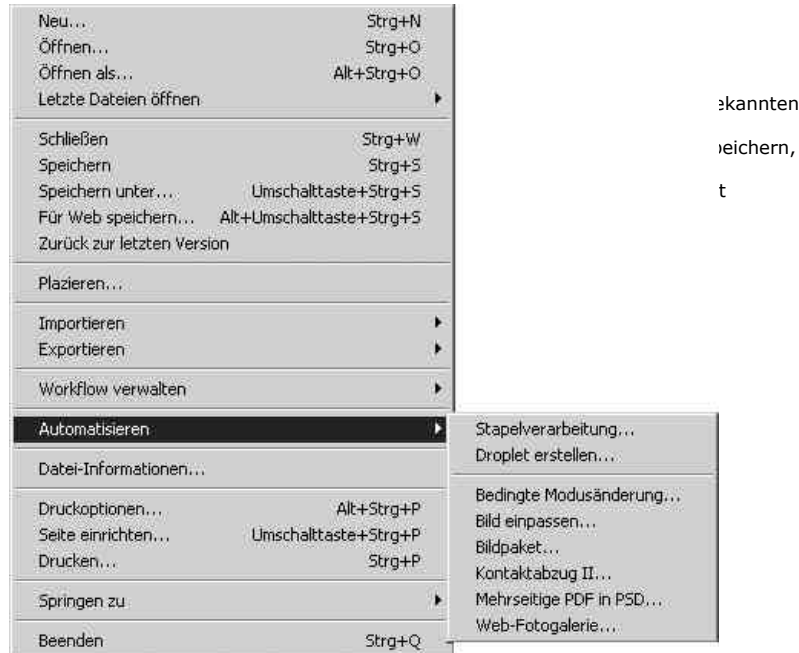 Neu... Strg+N
Öffnen... Strg+O
Öffnen als... Alt+Strg+O
Letzte Dateien öffnen
Schließen Strg+W
Speichern Strg+S
Speichern unter... Umschalttaste+Strg+S
Für Web speichern... Alt+Umschalttaste+Strg+S
Zurück zur letzten Version
Plazieren...
Importieren
Exportieren
Workflow verwalten
Automatisieren
Datei-Informationen...
Druckoptionen... Alt+Strg+P
Seite einrichten... Umschalttaste+Strg+P
Drucken... Strg+P
Springen zu
Beenden Strg+Q
Stapelverarbeitung...
Droplet erstellen...
Bedingte Modusänderung...
Bild einpassen...
Bildpaket...
Kontaktabzug II...
Mehrseitige PDF in PSD...
Web-Fotogalerie...
ekannten
eichern,
t